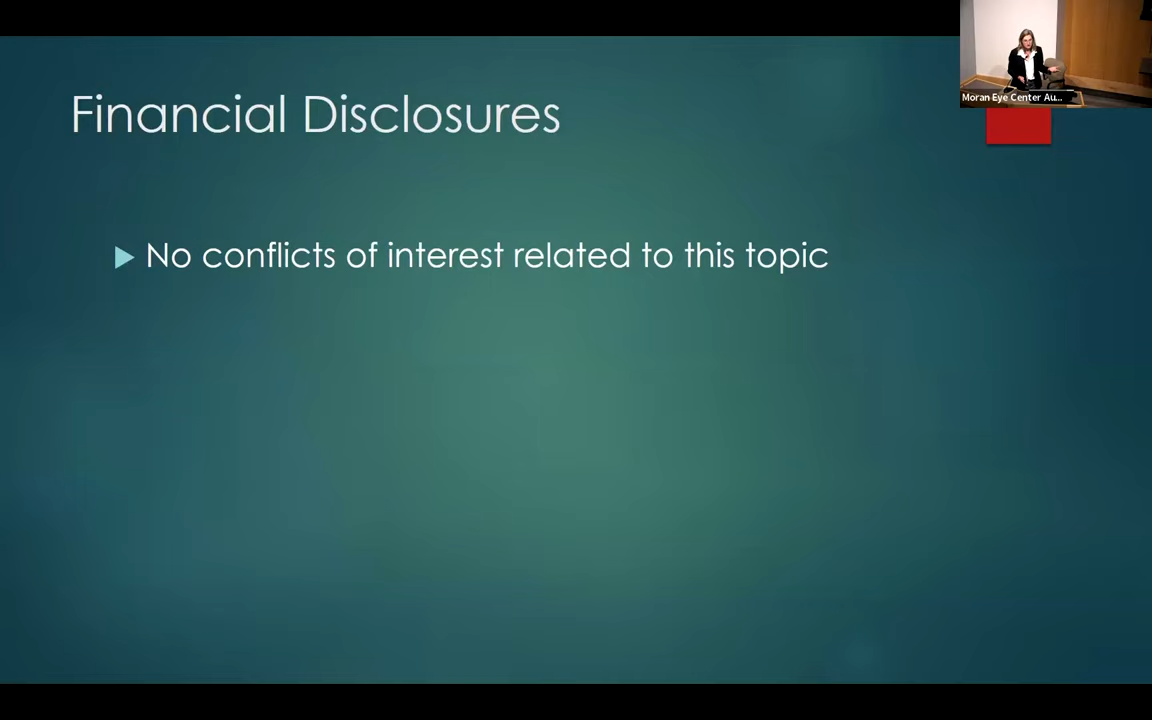 Moran Eye Center Au...
Financial Disclosures
No conflicts of interest related to this topic